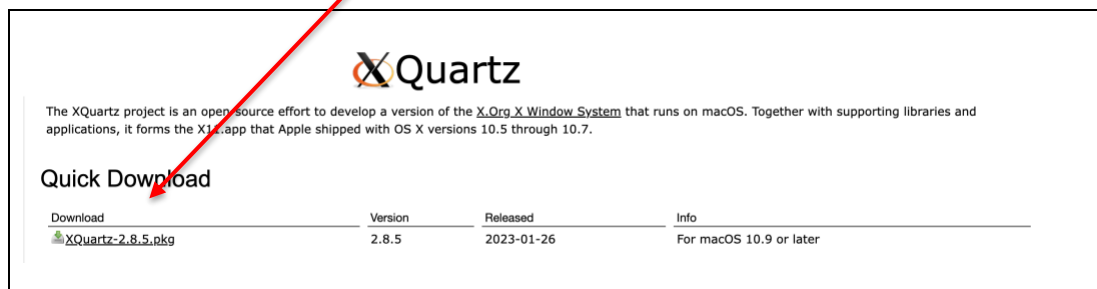 XQuartz
The XQuartz project is an open-source effort to develop a version of the X.Org X Window System that runs on macOS. Together with supporting libraries and
applications, it forms the X11.app that Apple shipped with OS X versions 10.5 through 10.7.
Quick Download
Download Version Released Info
XQuartz-2.8.5.pkg 2.8.5 2023-01-26 For macOS 10.9 or later